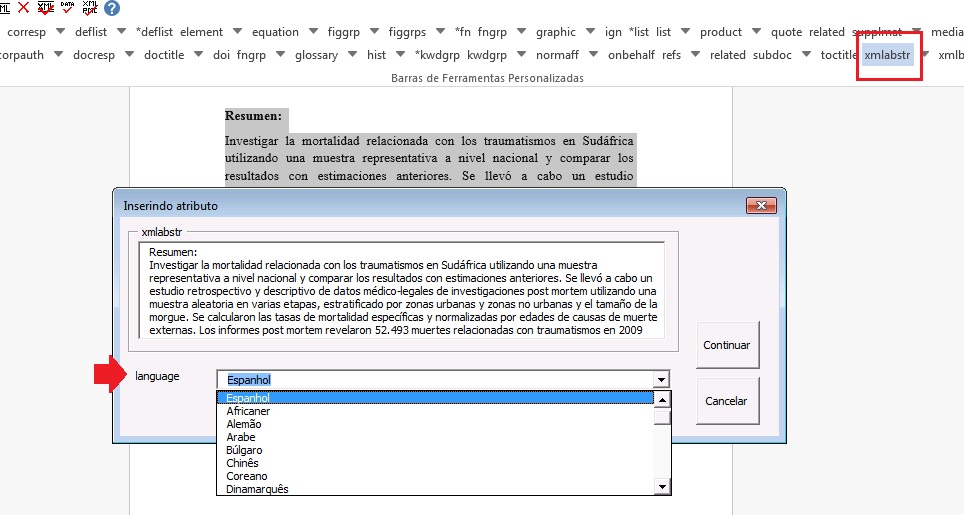 ML XML DATA XML PMC ?
corresp deflist *deflist element equation figgrp figgrps *fn fngrp graphic ign *list list product quote related supplmat media
corpauth docresp doctitle doi fngrp glossary hist *kwdgrp kwdgrp normaff onbehalf refs related subdoc toctitle xmlabstr xmlb
Barras de Ferramentas Personalizadas
Resumen:
Investigar la mortalidad relacionada con los traumatismos en Sudáfrica
utilizando una muestra representativa a nivel nacional y comparar los
resultados con estimaciones anteriores. Se llevó a cabo un estudio
Inserindo atributo
xmlabstr
Resumen:
Investigar la mortalidad relacionada con los traumatismos en Sudáfrica utilizando una muestra
representativa a nivel nacional y comparar los resultados con estimaciones anteriores. Se llevó a cabo un
estudio retrospectivo y descriptivo de datos médico-legales de investigaciones post mortem utilizando una
muestra aleatoria en varias etapas, estratificado por zonas urbanas y zonas no urbanas y el tamaño de la
morgue. Se calcularon las tasas de mortalidad específicas y normalizadas por edades de causas de muerte
externas. Los informes post mortem revelaron 52.493 muertes relacionadas con traumatismos en 2009
Continuar
language
Espanhol
Cancelar
Espanhol
Africaner
Alemão
Arabe
Búlgaro
Chinês
Coreano
Dinamarquês